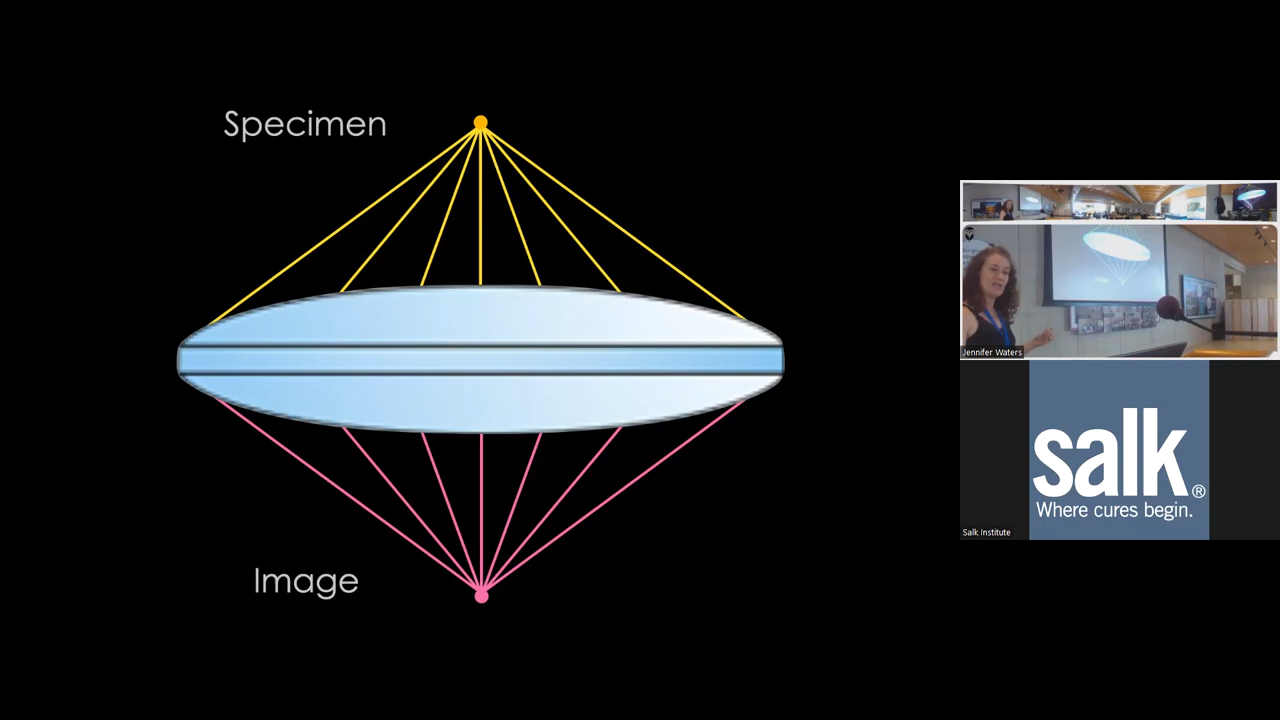 Specimen
Image
Jennifer Waters
salk®
Where cures begin.
Salk Institute